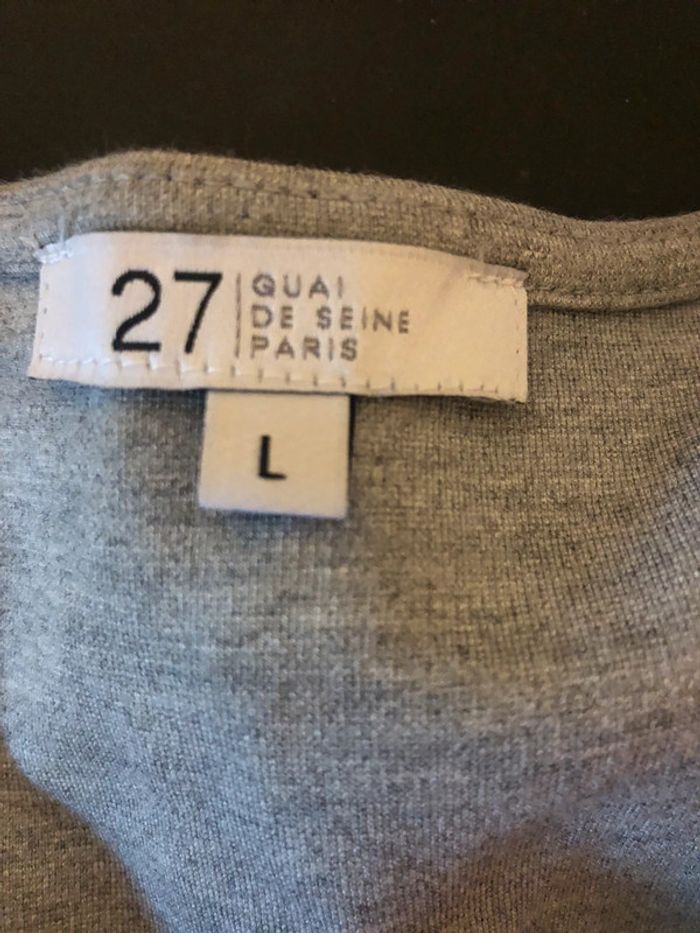 27
QUAI
DE SEINE
PARIS
L